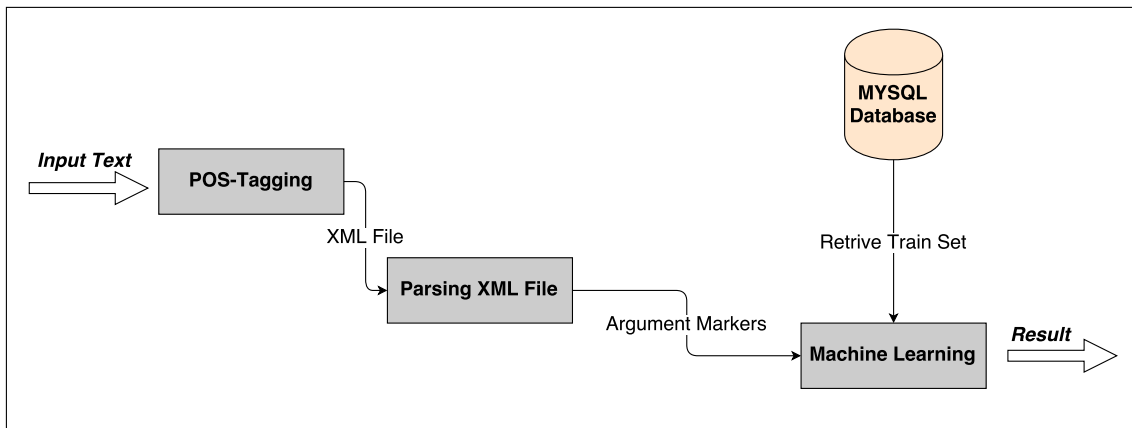 MYSQL
Database
Input Text
POS-Tagging
XML File
Retrive Train Set
Parsing XML File
Argument Markers
Result
Machine Learning